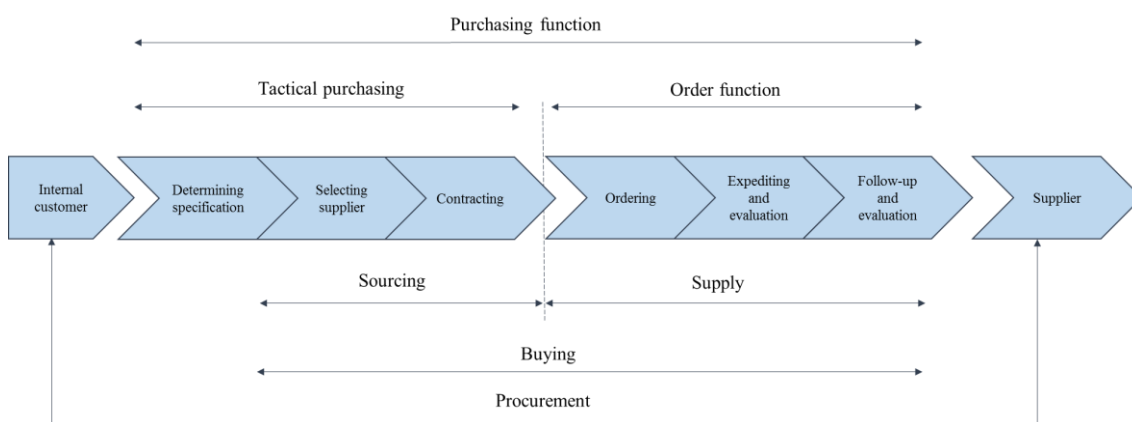 Purchasing function
Tactical purchasing
Order function
Internal
customer
Determining
specification
Selecting
supplier
Contracting
Ordering
Expediting
and
evaluation
Follow-up
and
evaluation
Supplier
Sourcing
Supply
Buying
Procurement